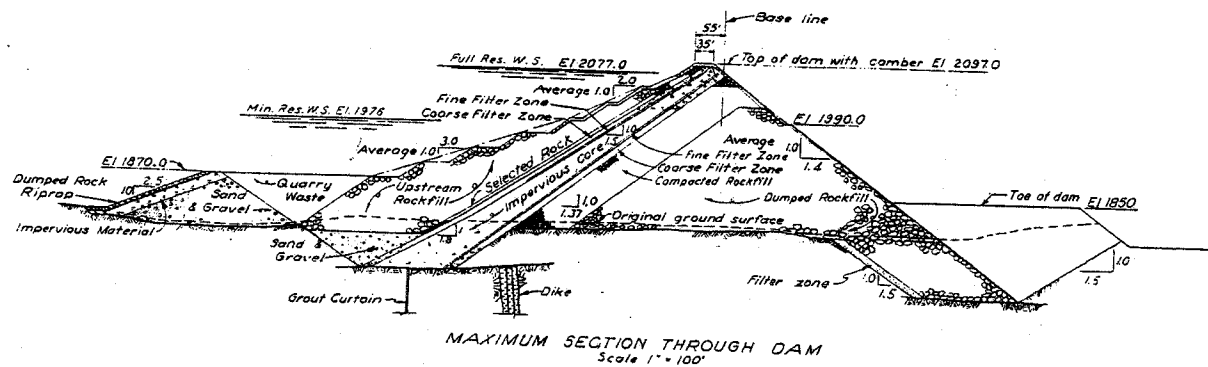 Base line
55'
35'
Full Res. W. S. El 2077.0
Top of dam with camber El 2097.0
2.0
Average 1.0
Fine Filter Zone
Coarse Filter Zone
Min. Res. W.S. El. 1976
El 1990.0
1.0
1.5
3.0
Average 1.0
Average
1.0
1.4
Fine Filter Zone
Coarse Filter Zone
Compacted Rockfill
El 1870.0
Selected Rock
Impervious Core
Dumped Rock
Riprap
2.5
1.0
Sand
& Gravel
Quarry
Waste
Upstream
Rockfill
Dumped Rockfill
Toe of dam El 1850
1.0
1.37
Original ground surface
Impervious Material
Sand &
Gravel
1.8
1.0
1.5
Filter zone
1.0
1.5
Grout Curtain
Dike
MAXIMUM SECTION THROUGH DAM
Scale 1" = 100'